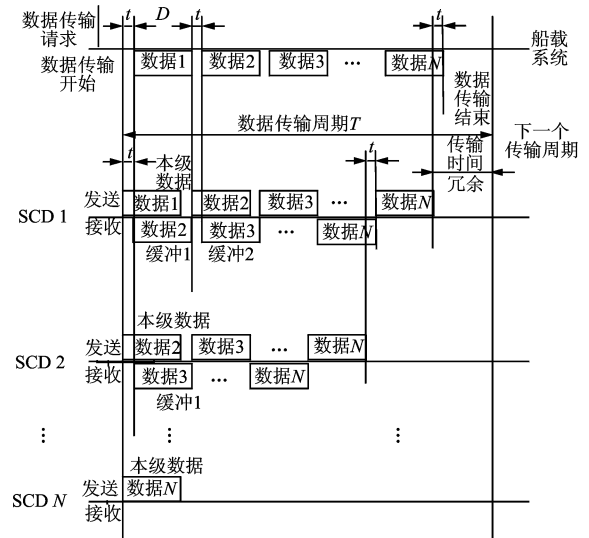 数据传输
请求
t
D
t
t
船载
系统
数据传输
开始
数据1
数据2
数据3
…
数据N
数据
传输
结束
数据传输周期T
下一个
传输周期
t
本级
数据
t
传输
时间
冗余
SCD 1
发送
数据1
数据2
数据3
…
数据N
接收
数据2
数据3
…
数据N
缓冲1
缓冲2
本级数据
SCD 2
发送
数据2
数据3
…
数据N
接收
数据3
…
数据N
缓冲1
⋮
⋮
⋮
本级数据
SCD N
发送
数据N
接收